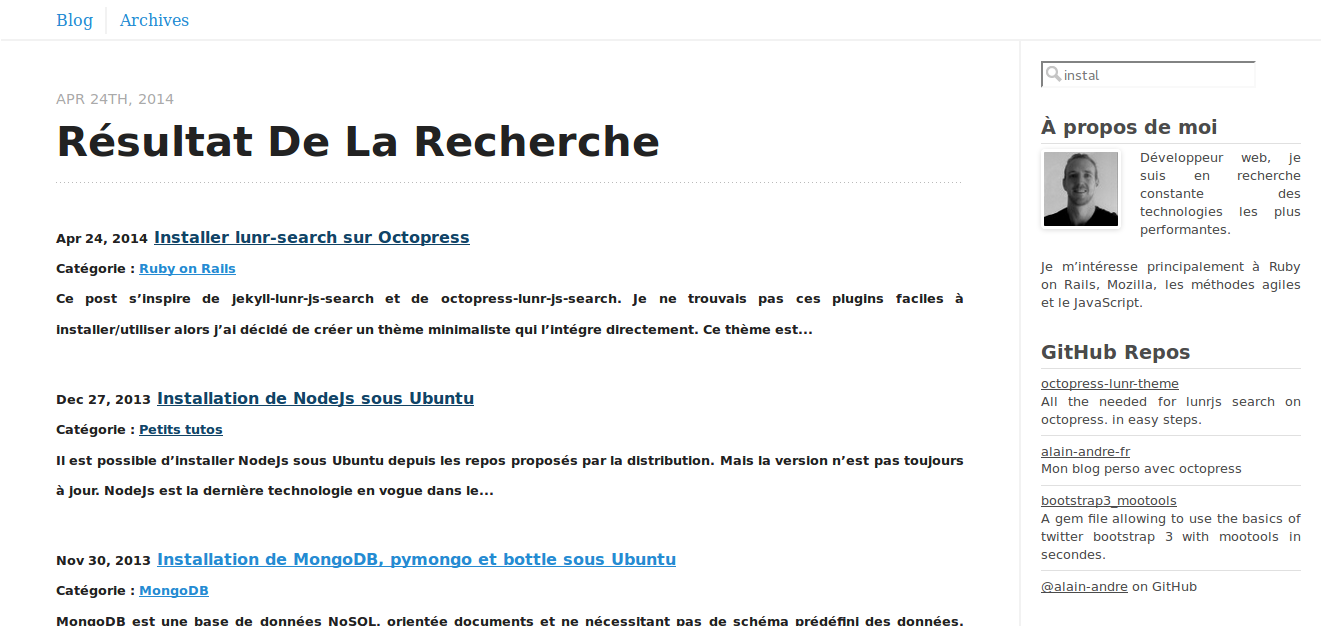 Blog
Archives
APR 24TH, 2014
Résultat De La Recherche
Apr 24, 2014 Installer lunr-search sur Octopress
Catégorie : Ruby on Rails
Ce post s’inspire de jekyll-lunr-js-search et de octopress-lunr-js-search. Je ne trouvais pas ces plugins faciles à
installer/utiliser alors j’ai décidé de créer un thème minimaliste qui l’intégre directement. Ce thème est...
Dec 27, 2013 Installation de NodeJs sous Ubuntu
Catégorie : Petits tutos
Il est possible d’installer NodeJs sous Ubuntu depuis les repos proposés par la distribution. Mais la version n’est pas toujours
à jour. NodeJs est la dernière technologie en vogue dans le...
Nov 30, 2013 Installation de MongoDB, pymongo et bottle sous Ubuntu
Catégorie : MongoDB
MongoDB est une base de données NoSQL, orientée documents et ne nécessitant pas de schéma prédéfini des données.
instal
À propos de moi
Développeur web, je
suis en recherche
constante des
technologies les plus
performantes.
Je m’intéresse principalement à Ruby
on Rails, Mozilla, les méthodes agiles
et le JavaScript.
GitHub Repos
octopress-lunr-theme
All the needed for lunrjs search on
octopress. in easy steps.
alain-andre-fr
Mon blog perso avec octopress
bootstrap3_mootools
A gem file allowing to use the basics of
twitter bootstrap 3 with mootools in
secondes.
@alain-andre on GitHub